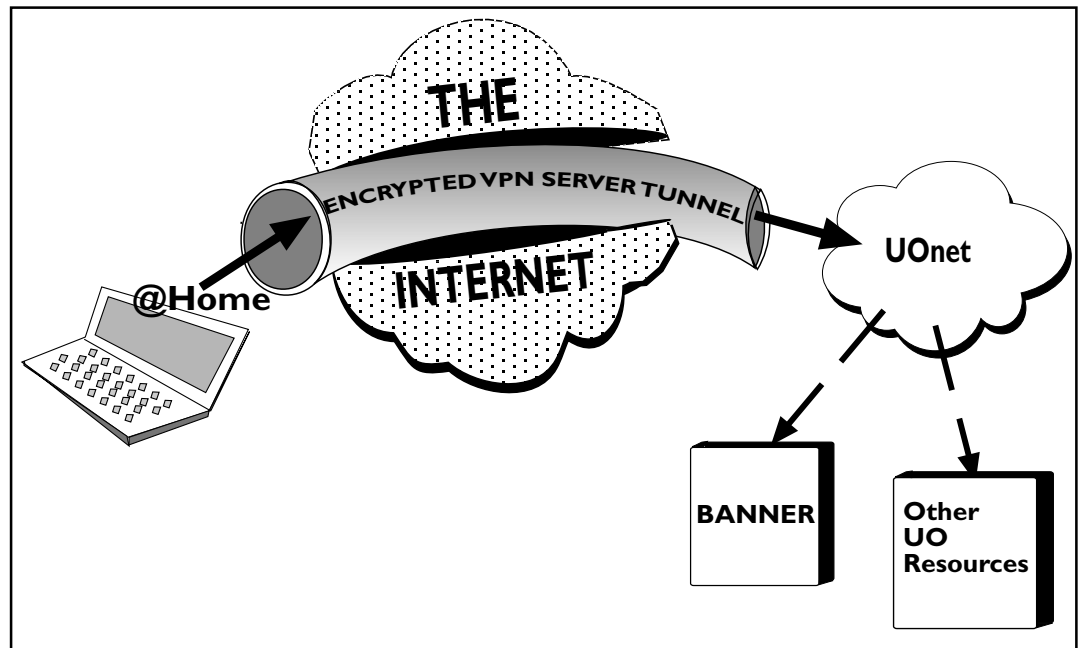 THE
ENCRYPTED VPN SERVER TUNNEL
INTERNET
@Home
UOnet
BANNER
Other
UO
Resources